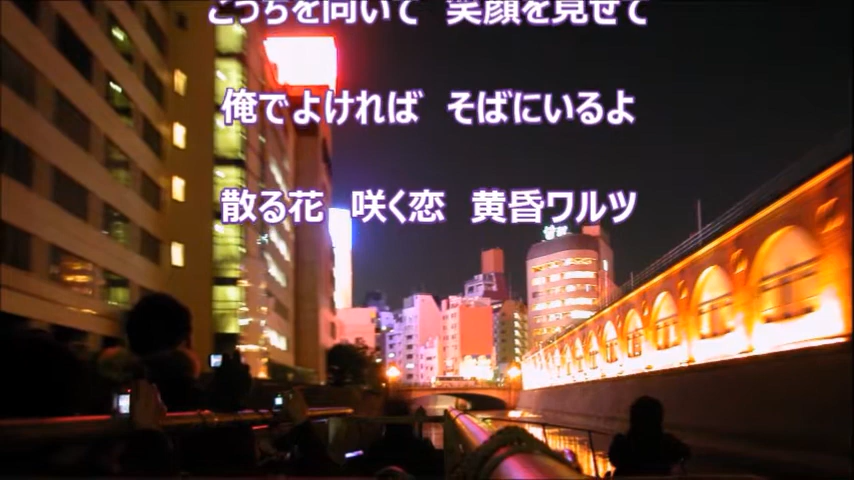 こっちを向いて　笑顔を見せて
俺でよければ　そばにいるよ
散る花　咲く恋　黄昏ワルツ